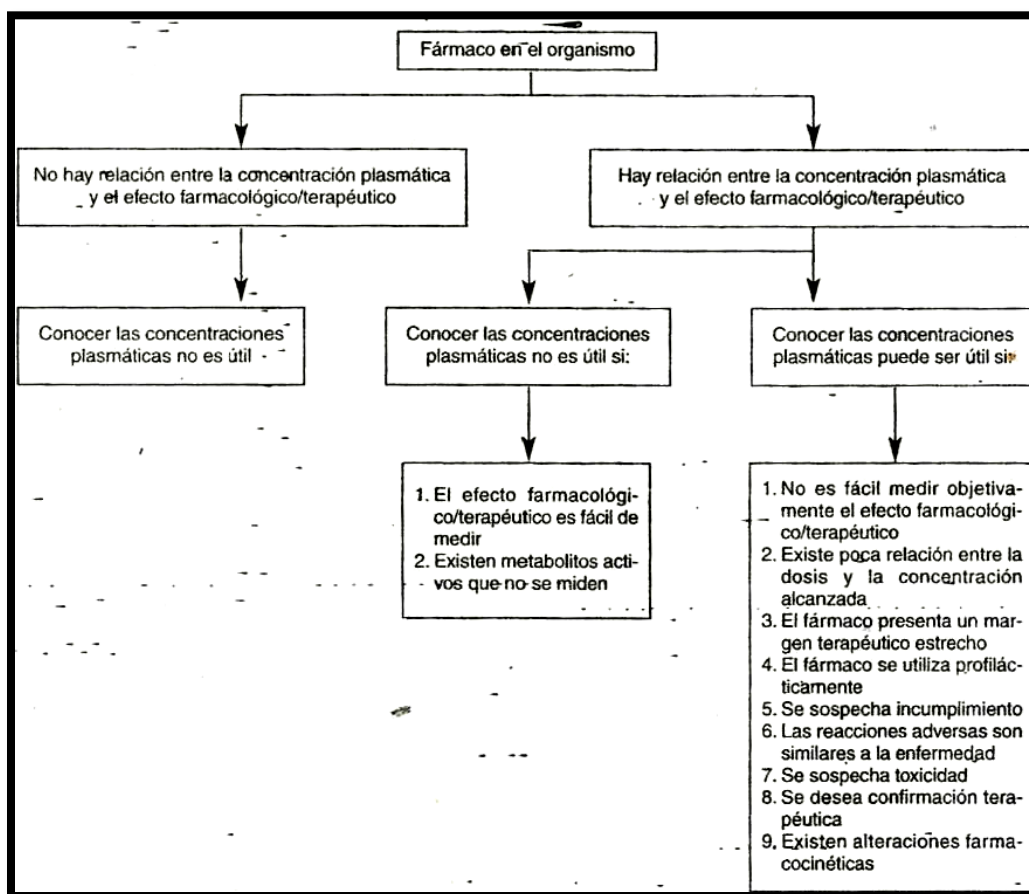 Fármaco en el organismo
No hay relación entre la concentración plasmática
y el efecto farmacológico/terapéutico
Hay relación entre la concentración plasmática
y el efecto farmacológico/terapéutico
Conocer las concentraciones
plasmáticas no es útil
Conocer las concentraciones
plasmáticas no es útil si:
Conocer las concentraciones
plasmáticas puede ser útil si:
1. El efecto farmacológi-
co/terapéutico es fácil de
medir
2. Existen metabolitos acti-
vos que no se miden
1. No es fácil medir objetiva-
mente el efecto farmacológi-
co/terapéutico
2. Existe poca relación entre la
dosis y la concentración
alcanzada
3. El fármaco presenta un mar-
gen terapéutico estrecho
4. El fármaco se utiliza profilác-
ticamente
5. Se sospecha incumplimiento
6. Las reacciones adversas son
similares a la enfermedad
7. Se sospecha toxicidad
8. Se desea confirmación tera-
péutica
9. Existen alteraciones farma-
cocinéticas